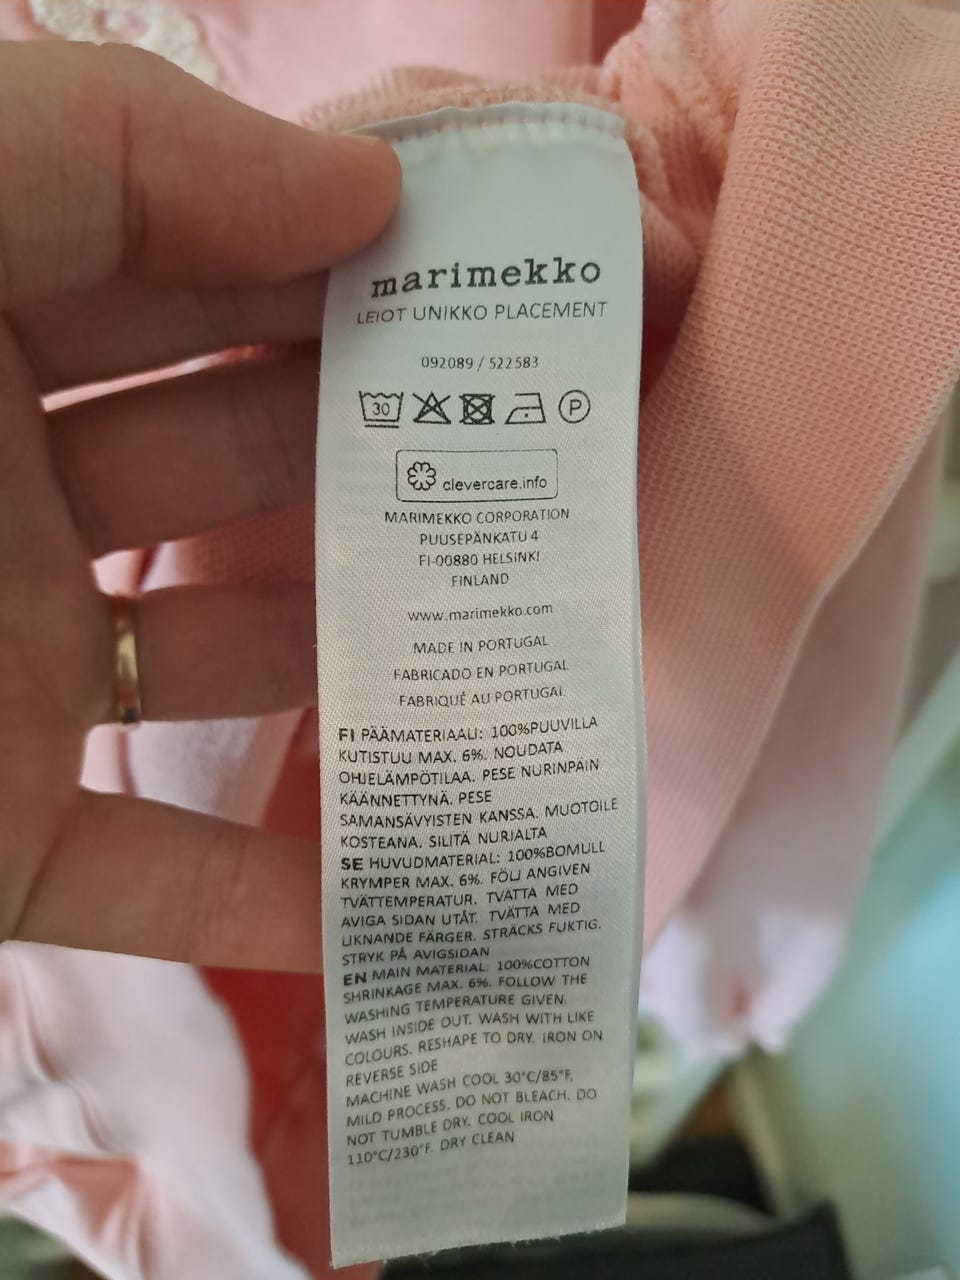 marimekko
LEIOT UNIKKO PLACEMENT
092089 / 522583
30 P
clevercare.info
MARIMEKKO CORPORATION
PUUSEPÄNKATU 4
FI-00880 HELSINKI
FINLAND
www.marimekko.com
MADE IN PORTUGAL
FABRICADO EN PORTUGAL
FABRIQUÉ AU PORTUGAL
FI PÄÄMATERIAALI: 100%PUUVILLA
KUTISTUU MAX. 6%. NOUDATA
OHJELÄMPÖTILAA. PESE NURINPÄIN
KÄÄNNETTYNÄ. PESE
SAMANSÄVYISTEN KANSSA. MUOTOILE
KOSTEANA. SILITÄ NURJALTA
SE HUVUDMATERIAL: 100%BOMULL
KRYMPER MAX. 6%. FÖLJ ANGIVEN
TVÄTTEMPERATUR. TVÄTTA MED
AVIGA SIDAN UTÅT. TVÄTTA MED
LIKNANDE FÄRGER. STRÄCKS FUKTIG.
STRYK PÅ AVIGSIDAN
EN MAIN MATERIAL: 100%COTTON
SHRINKAGE MAX. 6%. FOLLOW THE
WASHING TEMPERATURE GIVEN.
WASH INSIDE OUT. WASH WITH LIKE
COLOURS. RESHAPE TO DRY. IRON ON
REVERSE SIDE
MACHINE WASH COOL 30°C/85°F,
MILD PROCESS. DO NOT BLEACH. DO
NOT TUMBLE DRY. COOL IRON
110°C/230°F. DRY CLEAN